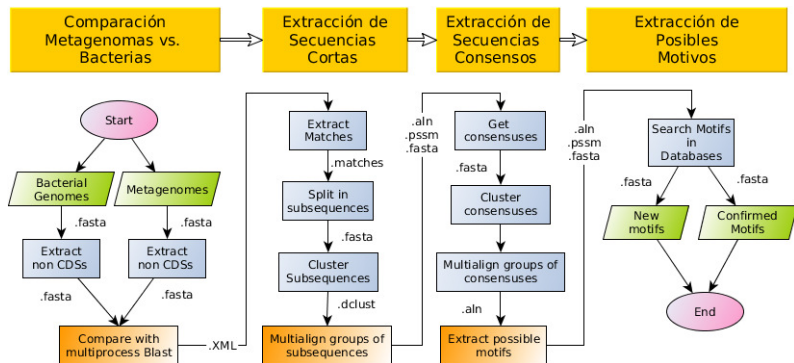 Comparación
Metagenomas vs.
Bacterias
Extracción de
Secuencias
Cortas
Extracción de
Secuencias
Consensos
Extracción de
Posibles
Motivos
Start
Bacterial
Genomes
Metagenomes
.fasta
.fasta
Extract
non CDSs
Extract
non CDSs
.fasta
.fasta
Compare with
multiprocess Blast
.XML
Extract
Matches
.matches
Split in
subsequences
.fasta
Cluster
Subsequences
.dclust
Multialign groups of
subsequences
.aln
.pssm
.fasta
Get
consensuses
.fasta
Cluster
consensuses
Multialign groups of
consensuses
.aln
Extract possible
motifs
.aln
.pssm
.fasta
Search Motifs
in
Databases
.fasta
.fasta
New
motifs
Confirmed
Motifs
End